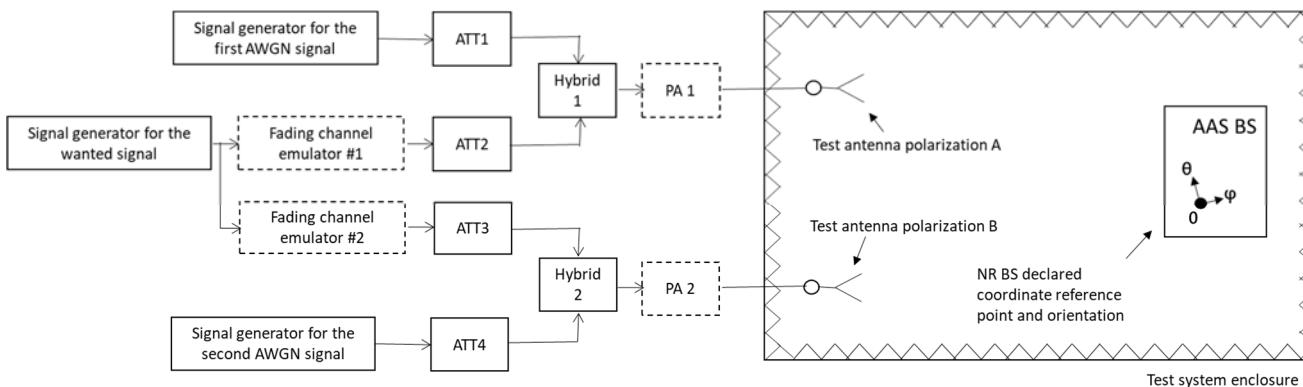 Signal generator for the
first AWGN signal
ATT1
Hybrid
1
PA 1
Signal generator for the
wanted signal
Fading channel
emulator #1
ATT2
Fading channel
emulator #2
ATT3
Hybrid
2
PA 2
Signal generator for the
second AWGN signal
ATT4
Test antenna polarization A
Test antenna polarization B
AAS BS
θ
φ
0
NR BS declared
coordinate reference
point and orientation
Test system enclosure